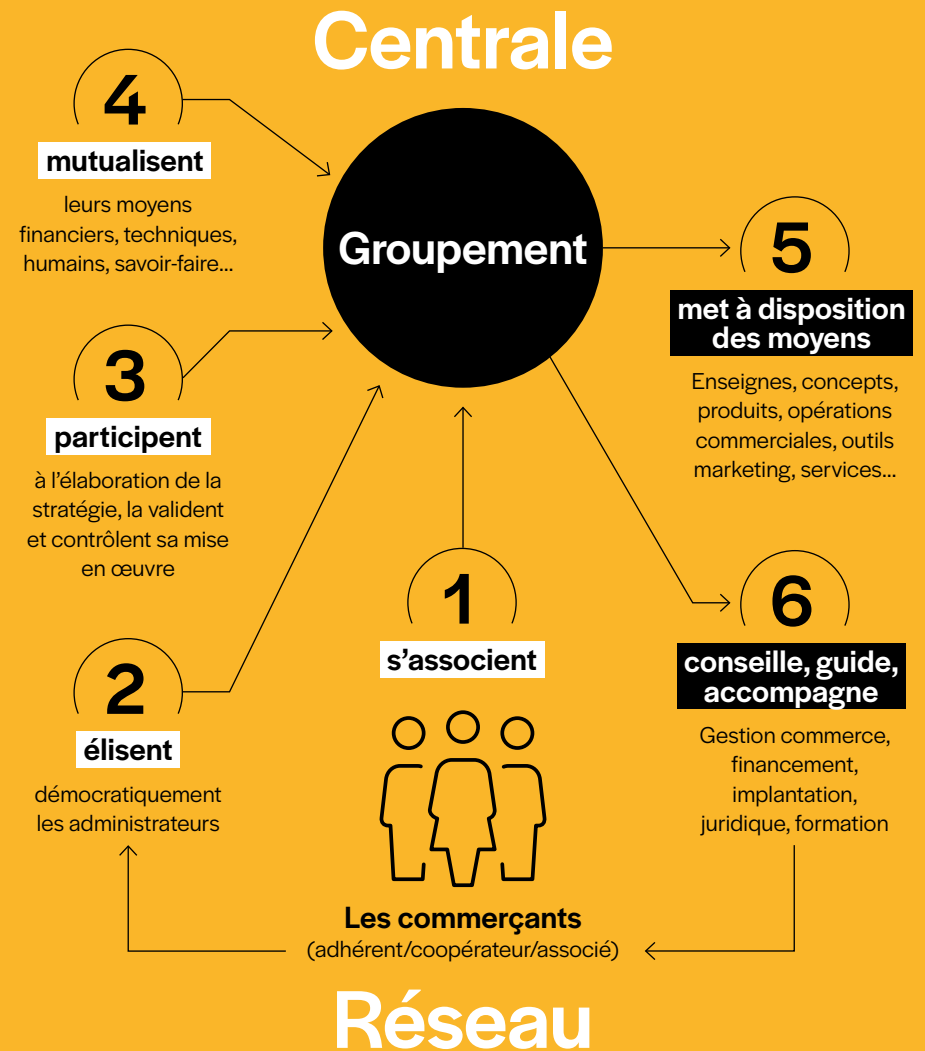 Centrale
4
mutualisent
leurs moyens
financiers, techniques,
humains, savoir-faire...
Groupement
5
met à disposition
des moyens
Enseignes, concepts,
produits, opérations
commerciales, outils
marketing, services...
3
participent
à l'élaboration de la
stratégie, la valident
et contrôlent sa mise
en œuvre
1
s'associent
6
conseille, guide,
accompagne
Gestion commerce,
financement,
implantation,
juridique, formation
2
élisent
démocratiquement
les administrateurs
Les commerçants
(adhérent/coopérateur/associé)
Réseau